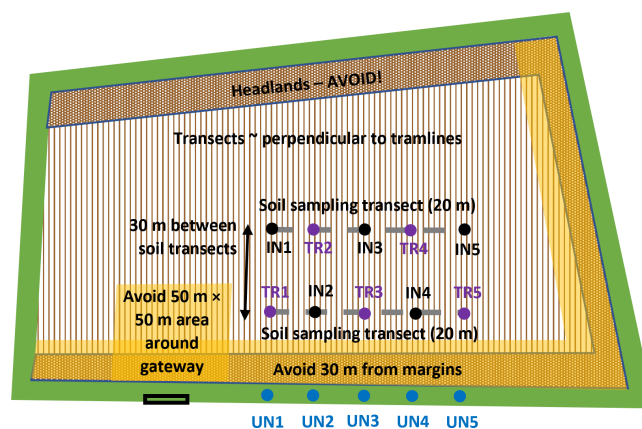 Headlands – AVOID!
Transects ~ perpendicular to tramlines
Soil sampling transect (20 m)
30 m between
soil transects
IN1 TR2 IN3 TR4 IN5
Avoid 50 m ×
50 m area
around
gateway
TR1 IN2 TR3 IN4 TR5
Soil sampling transect (20 m)
Avoid 30 m from margins
UN1 UN2 UN3 UN4 UN5